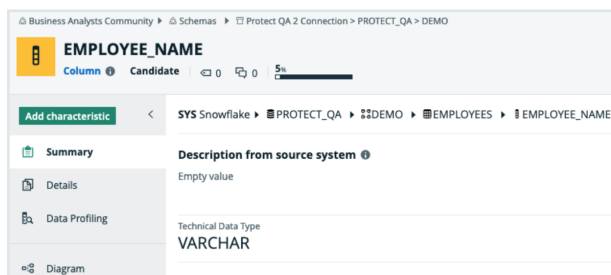 Business Analysts Community ▸ Schemas ▸ Protect QA 2 Connection > PROTECT_QA > DEMO
EMPLOYEE_NAME
Column Candidate 0 0 5%
Add characteristic < SYS Snowflake ▸ PROTECT_QA ▸ DEMO ▸ EMPLOYEES ▸ EMPLOYEE_NAME
Summary
Description from source system
Empty value
Details
Data Profiling
Technical Data Type
VARCHAR
Diagram